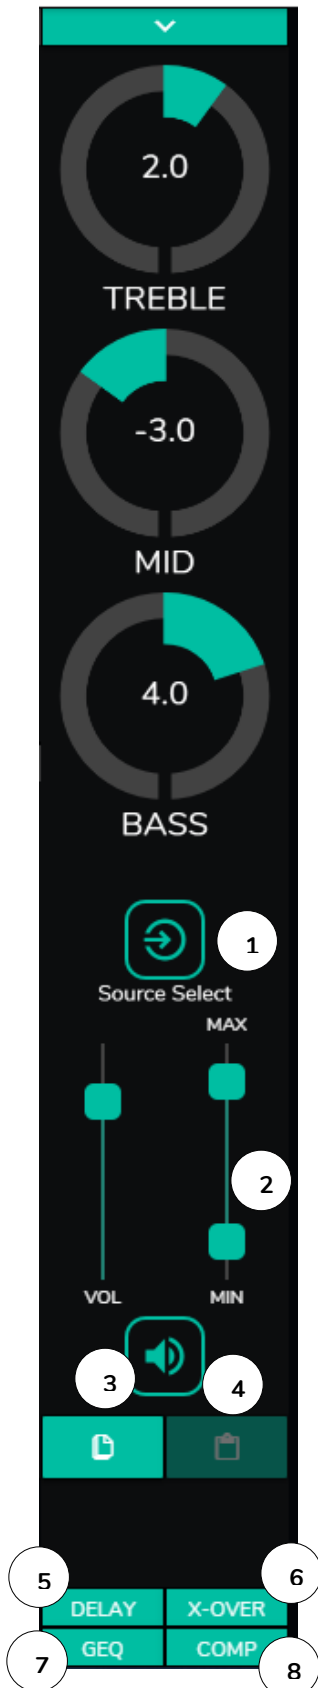 2.0
TREBLE
-3.0
MID
4.0
BASS
1
Source Select
MAX
2
VOL
MIN
3
4
5
6
DELAY
X-OVER
7
GEQ
COMP
8